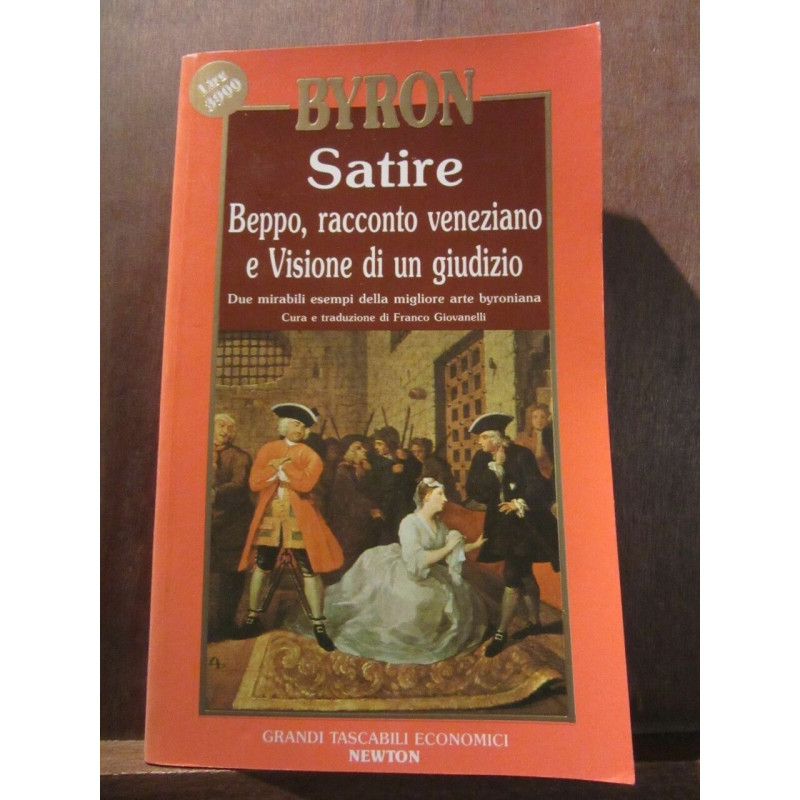 Lire
3900
BYRON
Satire
Beppo, racconto veneziano
e Visione di un giudizio
Due mirabili esempi della migliore arte byroniana
Cura e traduzione di Franco Giovanelli
GRANDI TASCABILI ECONOMICI
NEWTON